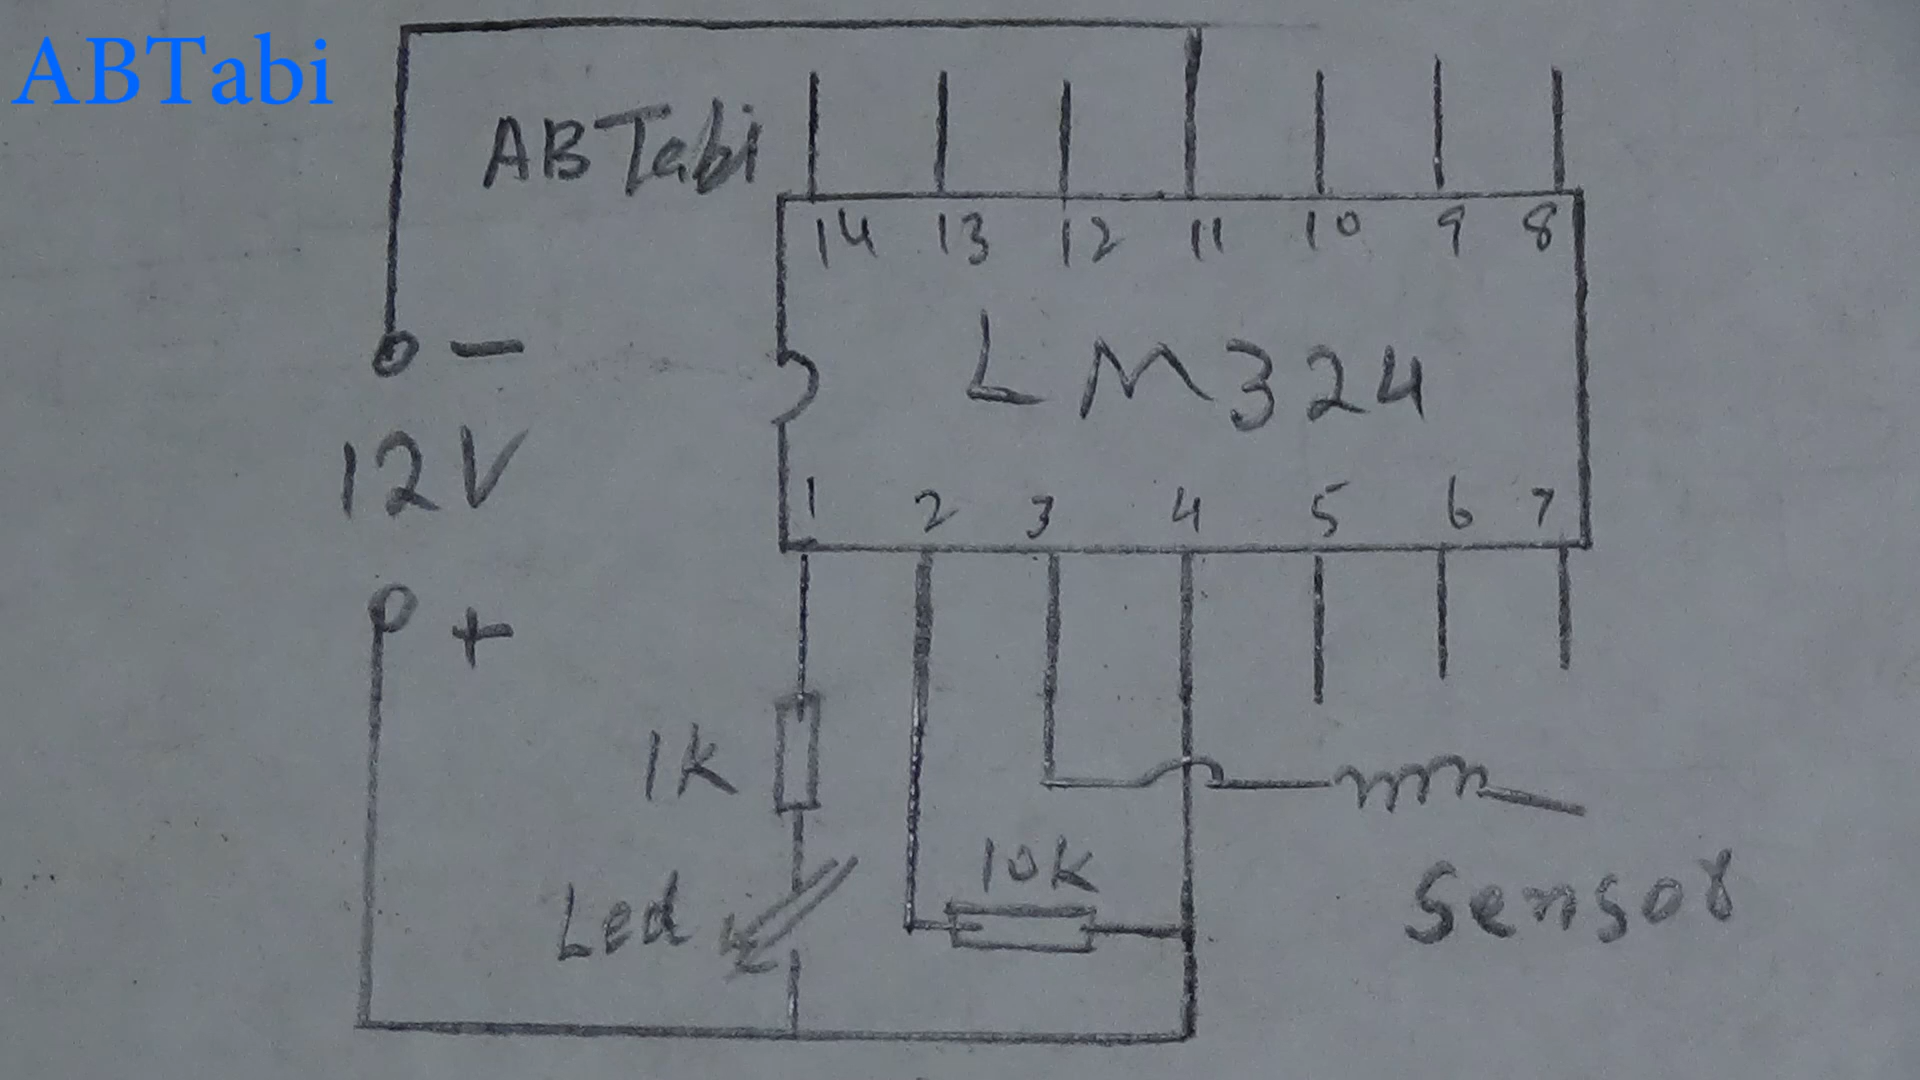 ABTabi
ABTabi
14 13 12 11 10 9 8
-
LM324
12V
1 2 3 4 5 6 7
+
1k
10k
Led
Sensor